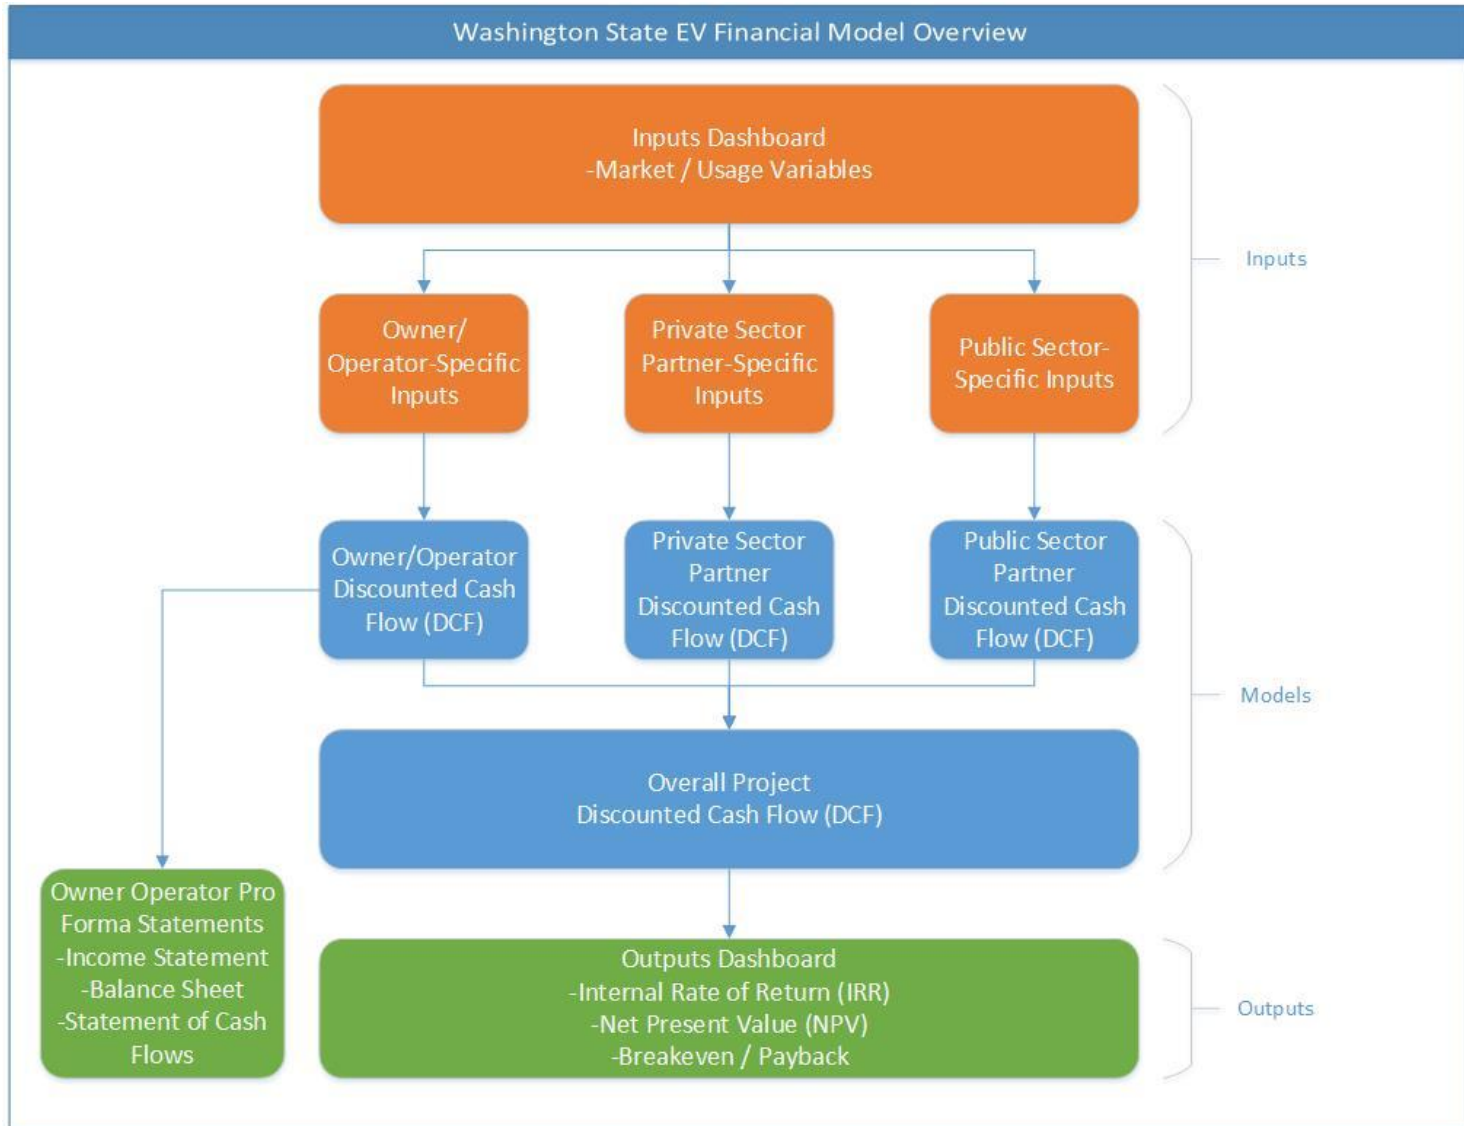 Washington State EV Financial Model Overview
Inputs Dashboard
-Market / Usage Variables
Inputs
Owner/
Operator-Specific
Inputs
Private Sector
Partner-Specific
Inputs
Public Sector-
Specific Inputs
Owner/Operator
Discounted Cash
Flow (DCF)
Private Sector
Partner
Discounted Cash
Flow (DCF)
Public Sector
Partner
Discounted Cash
Flow (DCF)
Models
Overall Project
Discounted Cash Flow (DCF)
Owner Operator Pro
Forma Statements
-Income Statement
-Balance Sheet
-Statement of Cash
Flows
Outputs Dashboard
-Internal Rate of Return (IRR)
-Net Present Value (NPV)
-Breakeven / Payback
Outputs